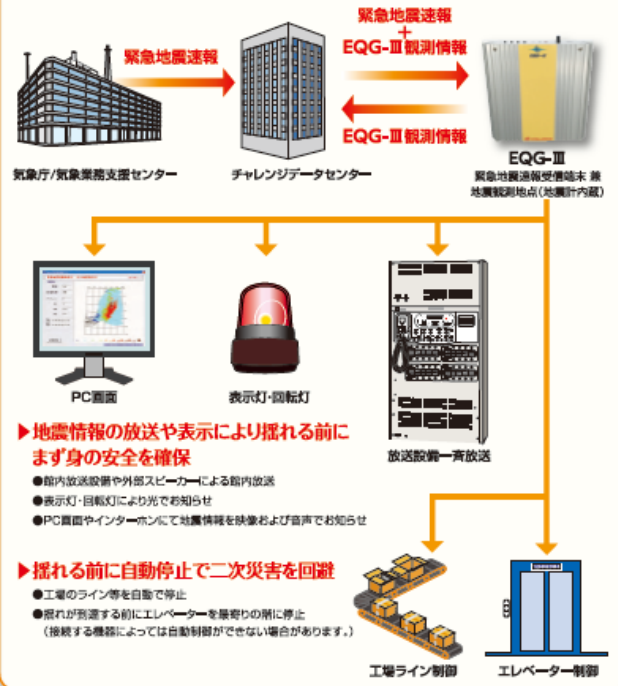 緊急地震速報
＋
EQG-Ⅲ観測情報
緊急地震速報
EQG-Ⅲ観測情報
EQG-Ⅲ
気象庁/気象業務支援センター
チャレンジデータセンター
緊急地震速報受信端末 兼
地震観測地点(地震計内蔵)
PC画面
表示灯・回転灯
放送設備一斉放送
▶地震情報の放送や表示により揺れる前に
まず身の安全を確保
●館内放送設備や外部スピーカーによる館内放送
●表示灯・回転灯により光でお知らせ
●PC画面やインターホンにて地震情報を映像および音声でお知らせ
▶揺れる前に自動停止で二次災害を回避
●工場のライン等を自動で停止
●揺れが到達する前にエレベーターを最寄りの階に停止
（接続する機器によっては自動制御ができない場合があります。）
工場ライン制御
エレベーター制御